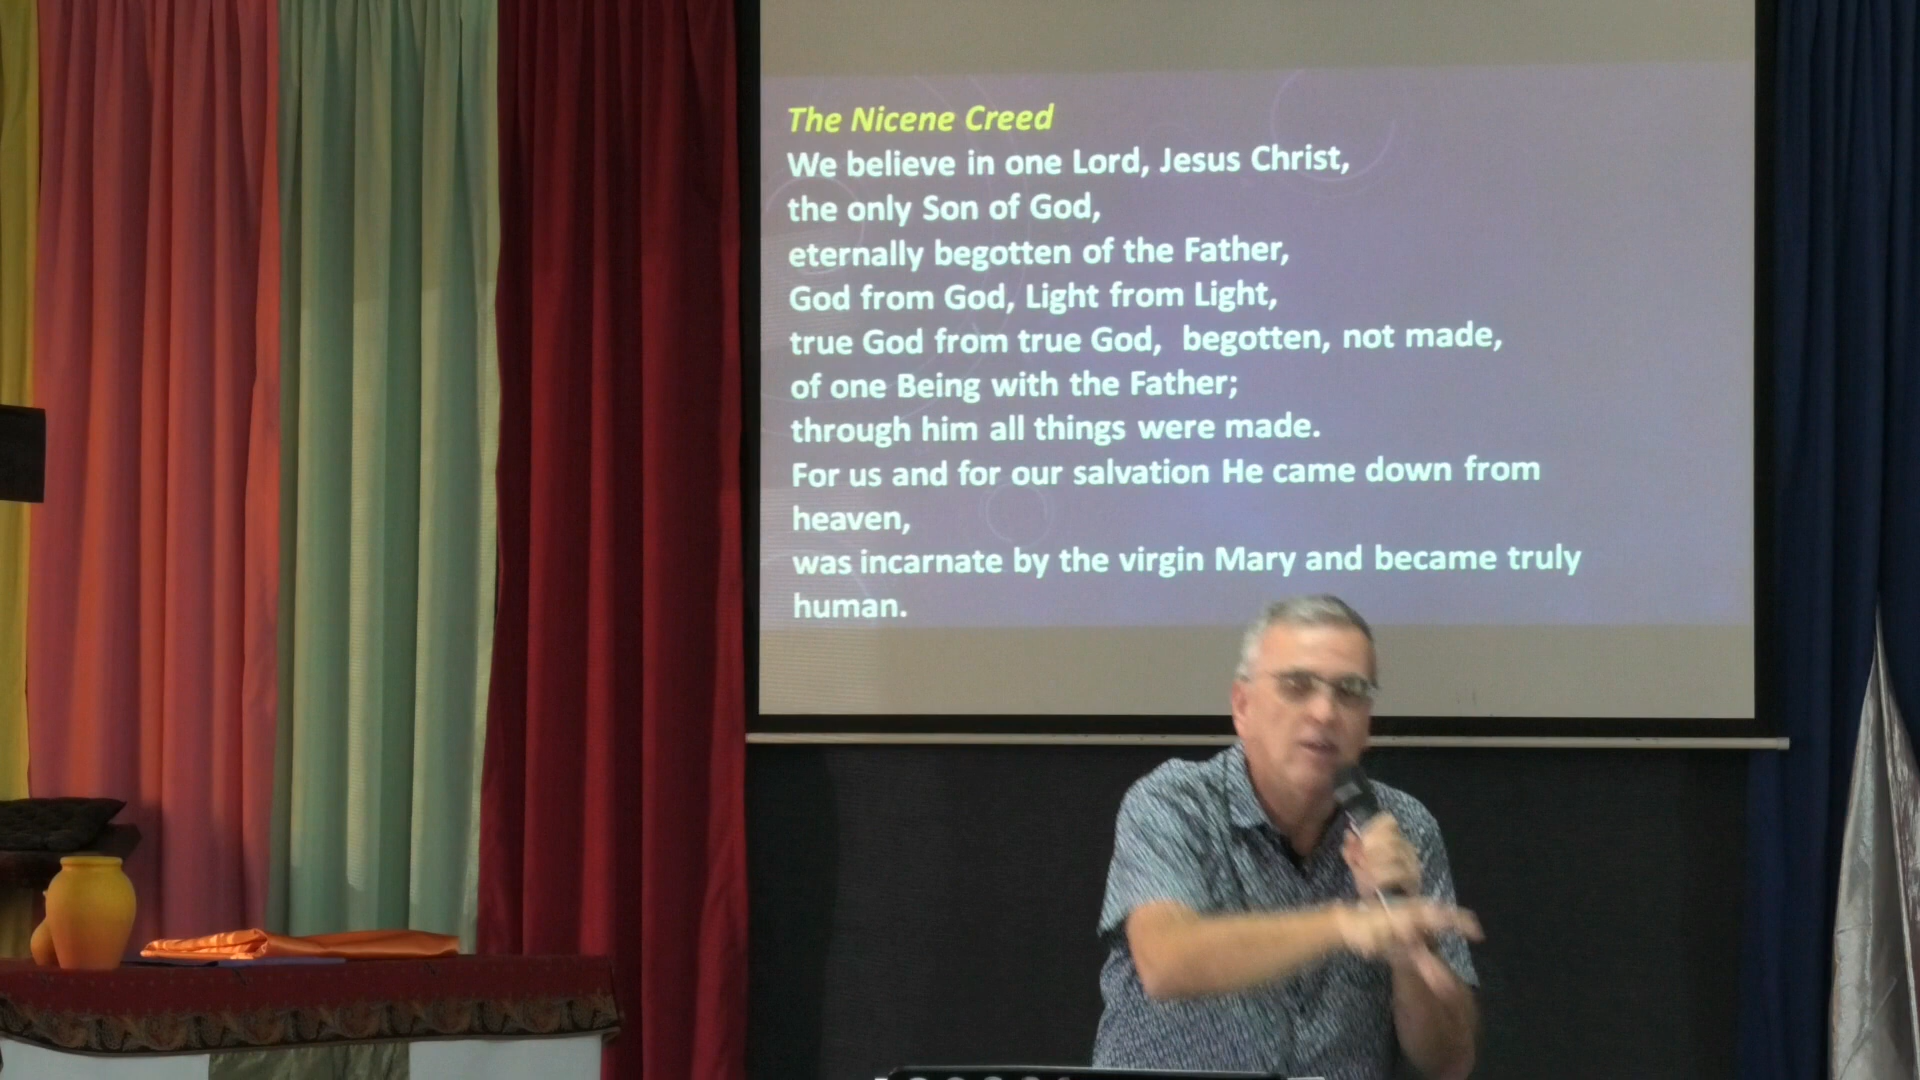 The Nicene Creed
We believe in one Lord, Jesus Christ,
the only Son of God,
eternally begotten of the Father,
God from God, Light from Light,
true God from true God,  begotten, not made,
of one Being with the Father;
through him all things were made.
For us and for our salvation He came down from
heaven,
was incarnate by the virgin Mary and became truly
human.